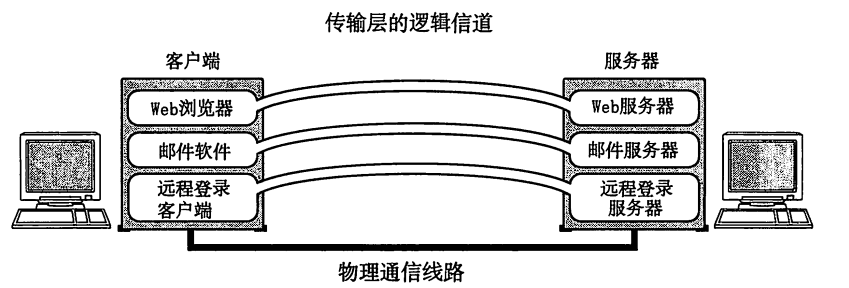 传输层的逻辑信道
客户端
服务器
Web浏览器
Web服务器
邮件软件
邮件服务器
远程登录
客户端
远程登录
服务器
物理通信线路